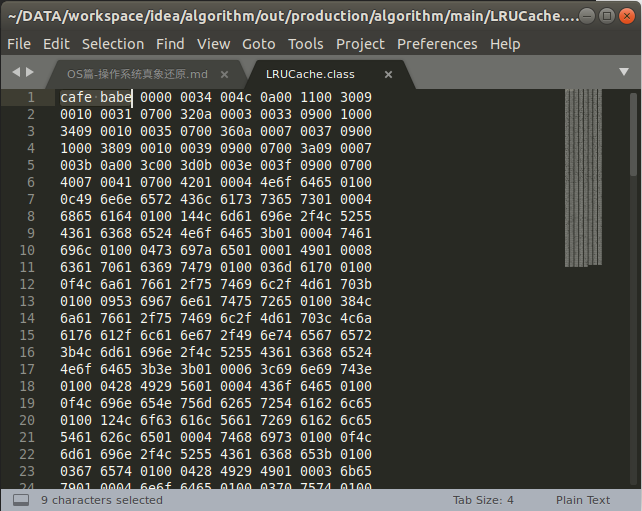 ~/DATA/workspace/idea/algorithm/out/production/algorithm/main/LRUCache....
File Edit Selection Find View Goto Tools Project Preferences Help
OS篇-操作系统真象还原.md × LRUCache.class ×
1 cafe babe 0000 0034 004c 0a00 1100 3009
2 0010 0031 0700 320a 0003 0033 0900 1000
3 3409 0010 0035 0700 360a 0007 0037 0900
4 1000 3809 0010 0039 0900 0700 3a09 0007
5 003b 0a00 3c00 3d0b 003e 003f 0900 0700
6 4007 0041 0700 4201 0004 4e6f 6465 0100
7 0c49 6e6e 6572 436c 6173 7365 7301 0004
8 6865 6164 0100 144c 6d61 696e 2f4c 5255
9 4361 6368 6524 4e6f 6465 3b01 0004 7461
10 696c 0100 0473 697a 6501 0001 4901 0008
11 6361 7061 6369 7479 0100 036d 6170 0100
12 0f4c 6a61 7661 2f75 7469 6c2f 4d61 703b
13 0100 0953 6967 6e61 7475 7265 0100 384c
14 6a61 7661 2f75 7469 6c2f 4d61 703c 4c6a
15 6176 612f 6c61 6e67 2f49 6e74 6567 6572
16 3b4c 6d61 696e 2f4c 5255 4361 6368 6524
17 4e6f 6465 3b3e 3b01 0006 3c69 6e69 743e
18 0100 0428 4929 5601 0004 436f 6465 0100
19 0f4c 696e 654e 756d 6265 7254 6162 6c65
20 0100 124c 6f63 616c 5661 7269 6162 6c65
21 5461 626c 6501 0004 7468 6973 0100 0f4c
22 6d61 696e 2f4c 5255 4361 6368 653b 0100
23 0367 6574 0100 0428 4929 4901 0003 6b65
24 7901 0004 6e6f 6465 0100 0370 7574 0100
9 characters selected Tab Size: 4 Plain Text